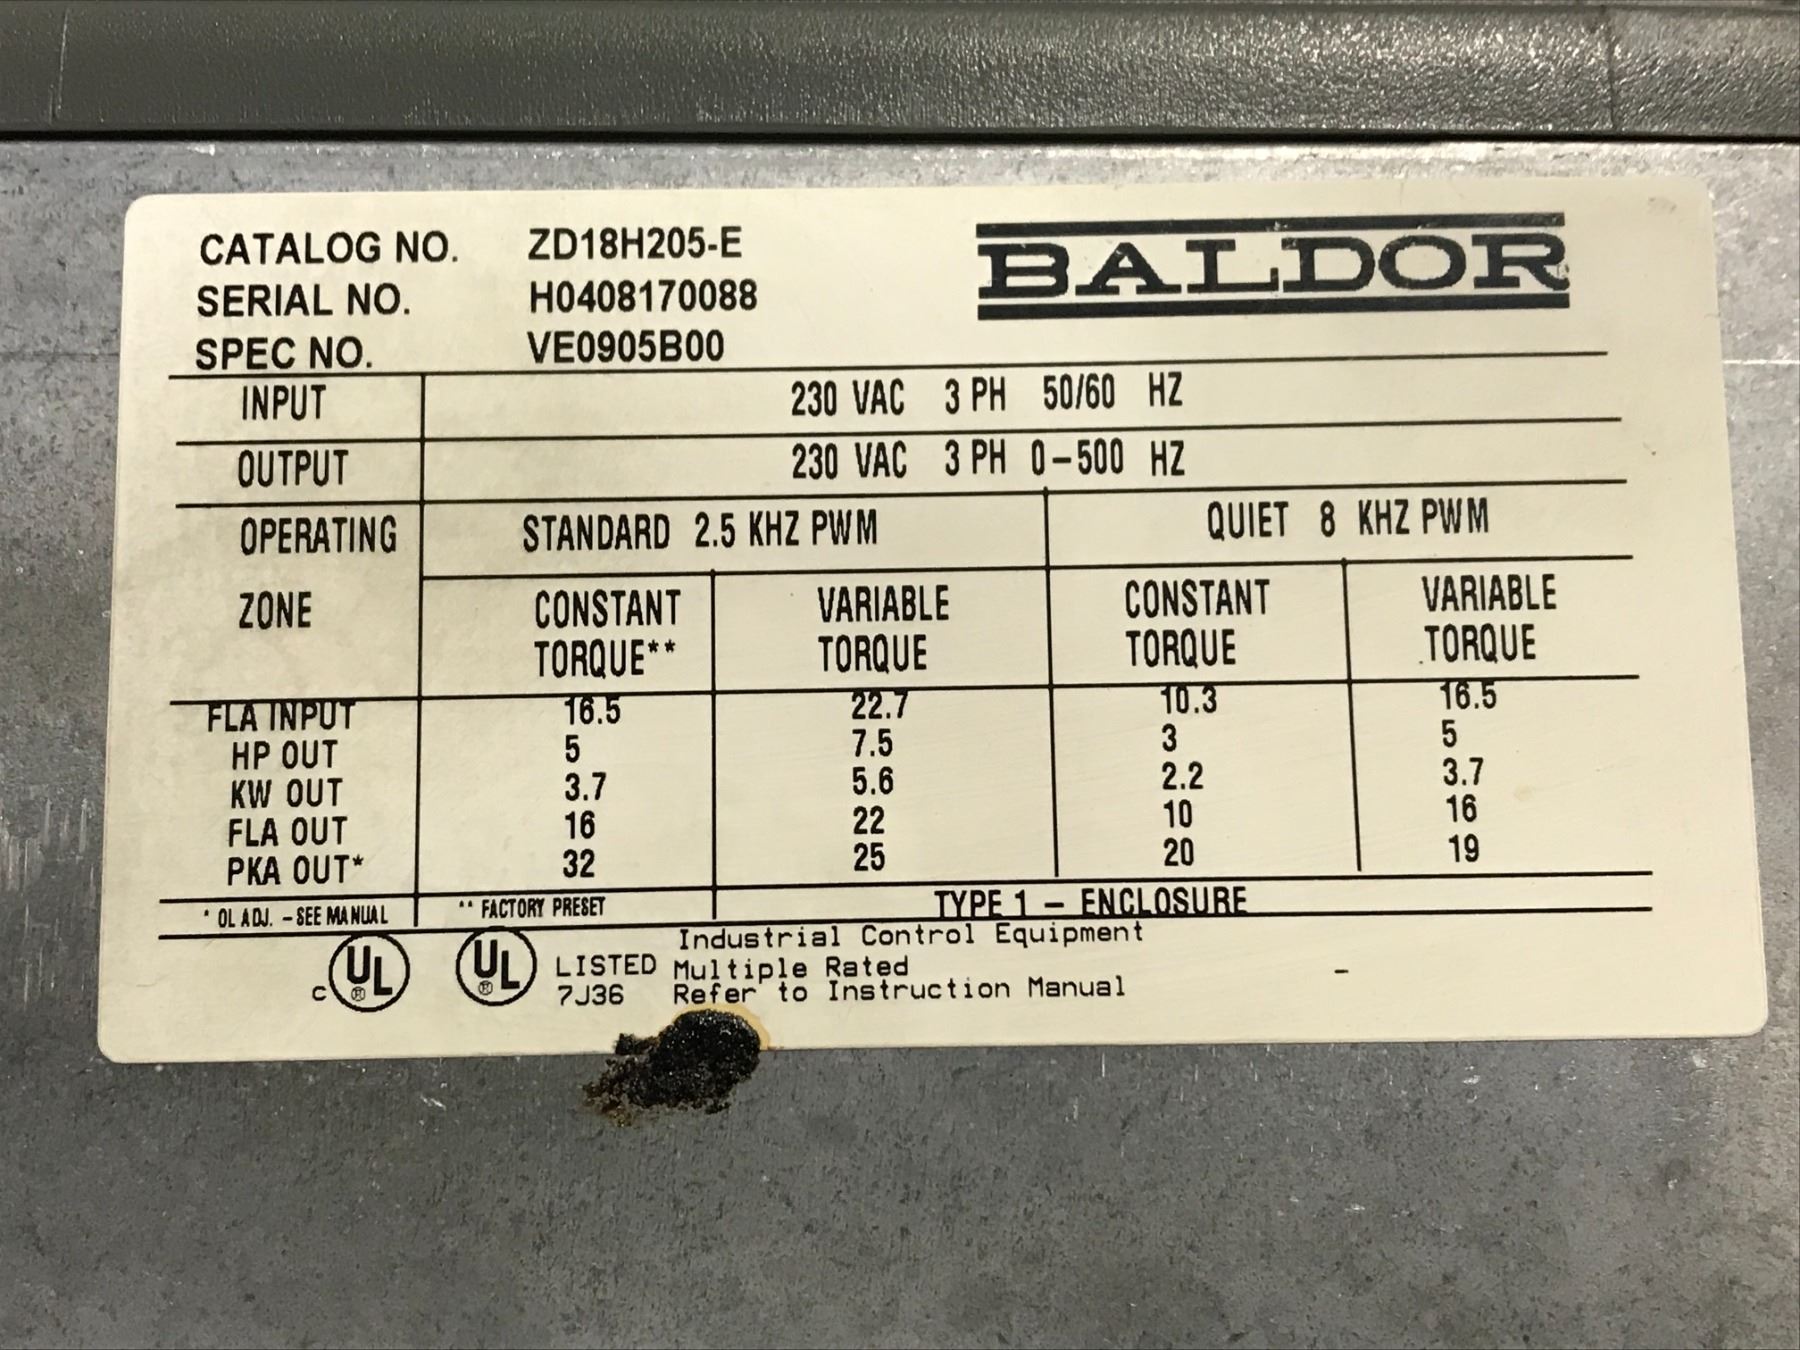 CATALOG NO. ZD18H205-E
BALDOR
SERIAL NO. H0408170088
SPEC NO. VE0905B00
INPUT 230 VAC 3 PH 50/60 HZ
OUTPUT 230 VAC 3 PH 0-500 HZ
OPERATING STANDARD 2.5 KHZ PWM QUIET 8 KHZ PWM
ZONE CONSTANT VARIABLE CONSTANT VARIABLE
TORQUE** TORQUE TORQUE TORQUE
FLA INPUT 16.5 22.7 10.3 16.5
HP OUT 5 7.5 3 5
KW OUT 3.7 5.6 2.2 3.7
FLA OUT 16 22 10 16
PKA OUT* 32 25 20 19
* OL ADJ. - SEE MANUAL ** FACTORY PRESET TYPE 1 - ENCLOSURE
Industrial Control Equipment
C UL ® UL ® LISTED Multiple Rated
7J36 Refer to Instruction Manual